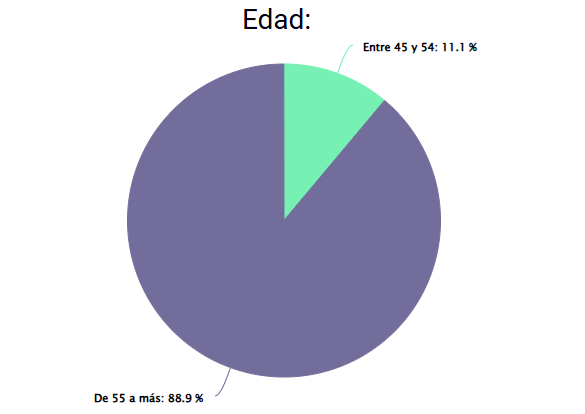 Edad:
Entre 45 y 54: 11.1 %
De 55 a más: 88.9 %